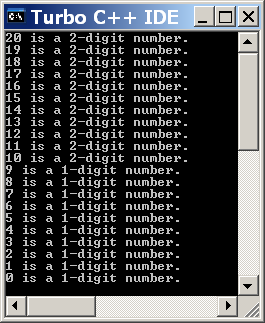 Turbo C++ IDE
20 is a 2-digit number.
19 is a 2-digit number.
18 is a 2-digit number.
17 is a 2-digit number.
16 is a 2-digit number.
15 is a 2-digit number.
14 is a 2-digit number.
13 is a 2-digit number.
12 is a 2-digit number.
11 is a 2-digit number.
10 is a 2-digit number.
9 is a 1-digit number.
8 is a 1-digit number.
7 is a 1-digit number.
6 is a 1-digit number.
5 is a 1-digit number.
4 is a 1-digit number.
3 is a 1-digit number.
2 is a 1-digit number.
1 is a 1-digit number.
0 is a 1-digit number.